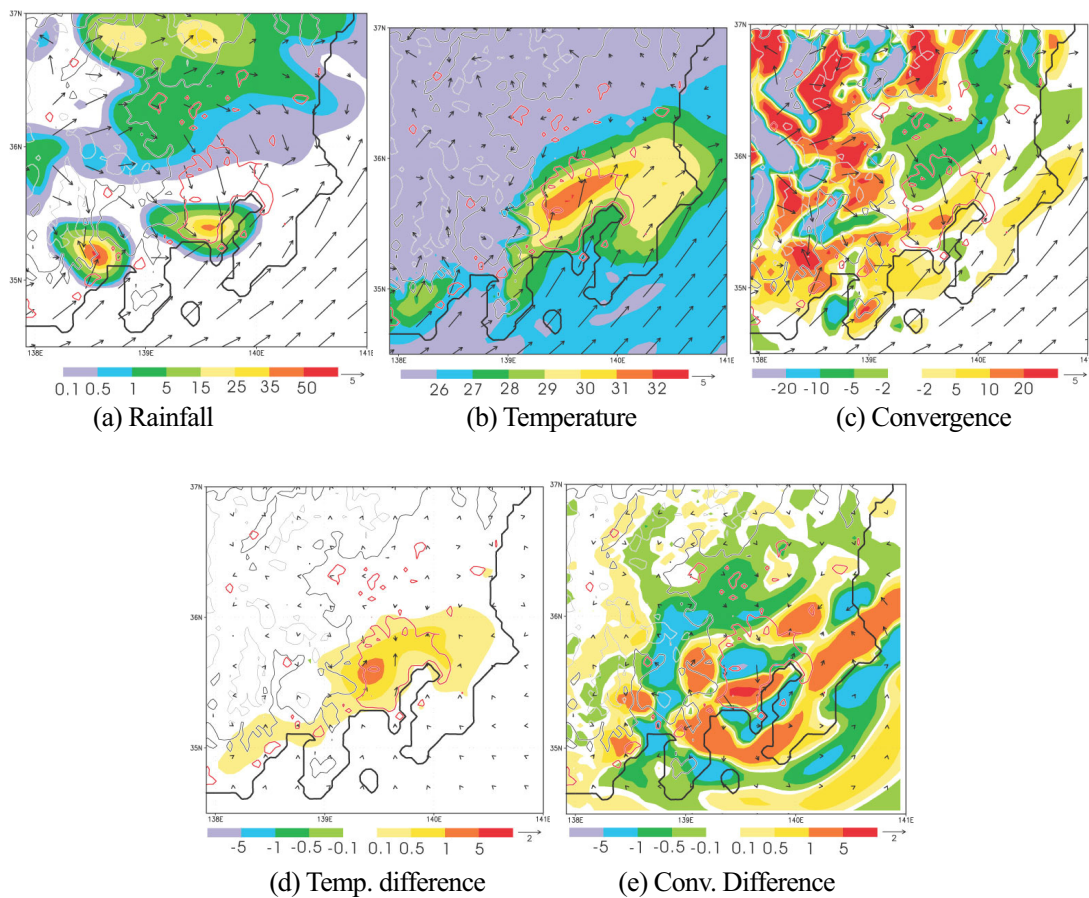 37N
36N
35N
138E 139E 140E 141E
0.1 0.5 1 5 15 25 35 50 5
(a) Rainfall
37N
36N
35N
138E 139E 140E 141E
26 27 28 29 30 31 32 5
(b) Temperature
37N
36N
35N
138E 139E 140E 14
-20 -10 -5 -2 -2 5 10 20 5
(c) Convergence
37N
36N
35N
138E 139E 140E 141E
-5 -1 -0.5 -0.1 0.1 0.5 1 5 2
(d) Temp. difference
37N
36N
35N
138E 139E 140E 141E
-5 -1 -0.5 -0.1 0.1 0.5 1 5 2
(e) Conv. Difference